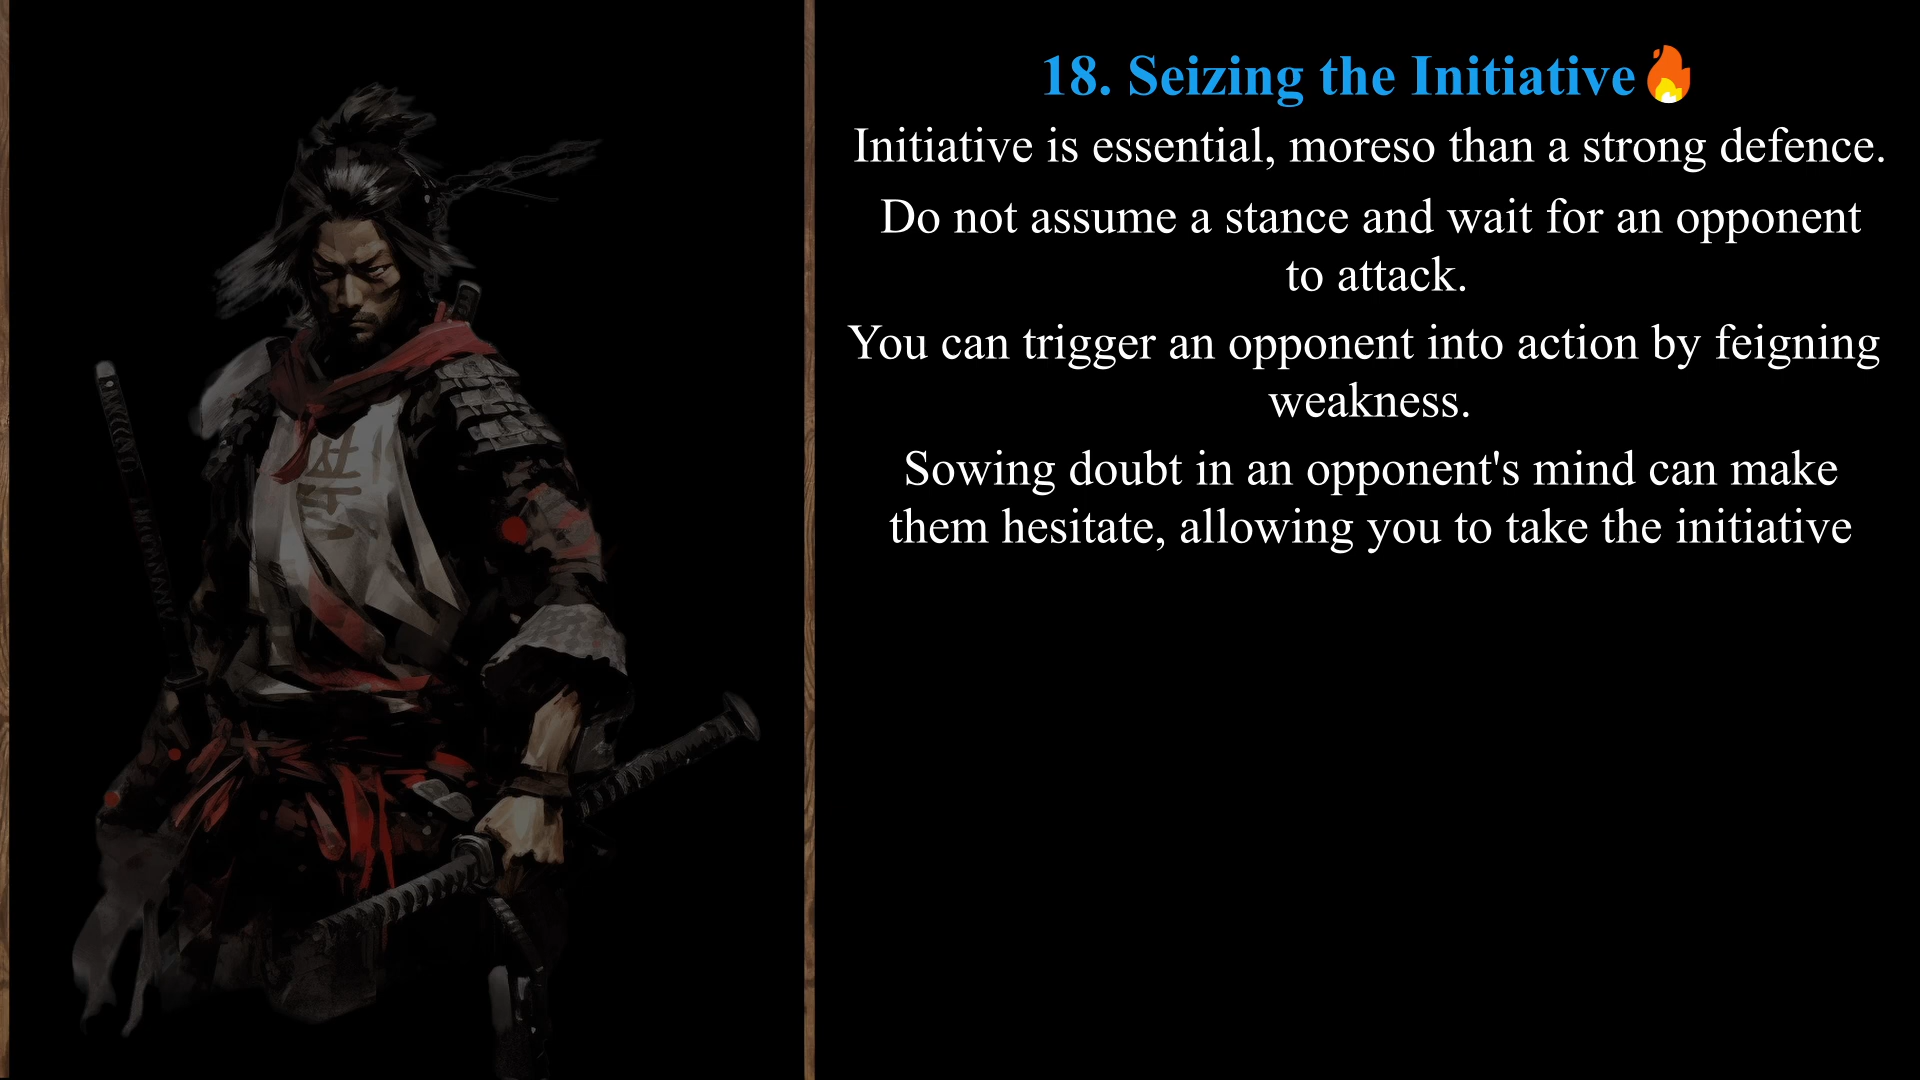 18. Seizing the Initiative🔥
Initiative is essential, moreso than a strong defence.
Do not assume a stance and wait for an opponent
to attack.
You can trigger an opponent into action by feigning
weakness.
Sowing doubt in an opponent's mind can make
them hesitate, allowing you to take the initiative